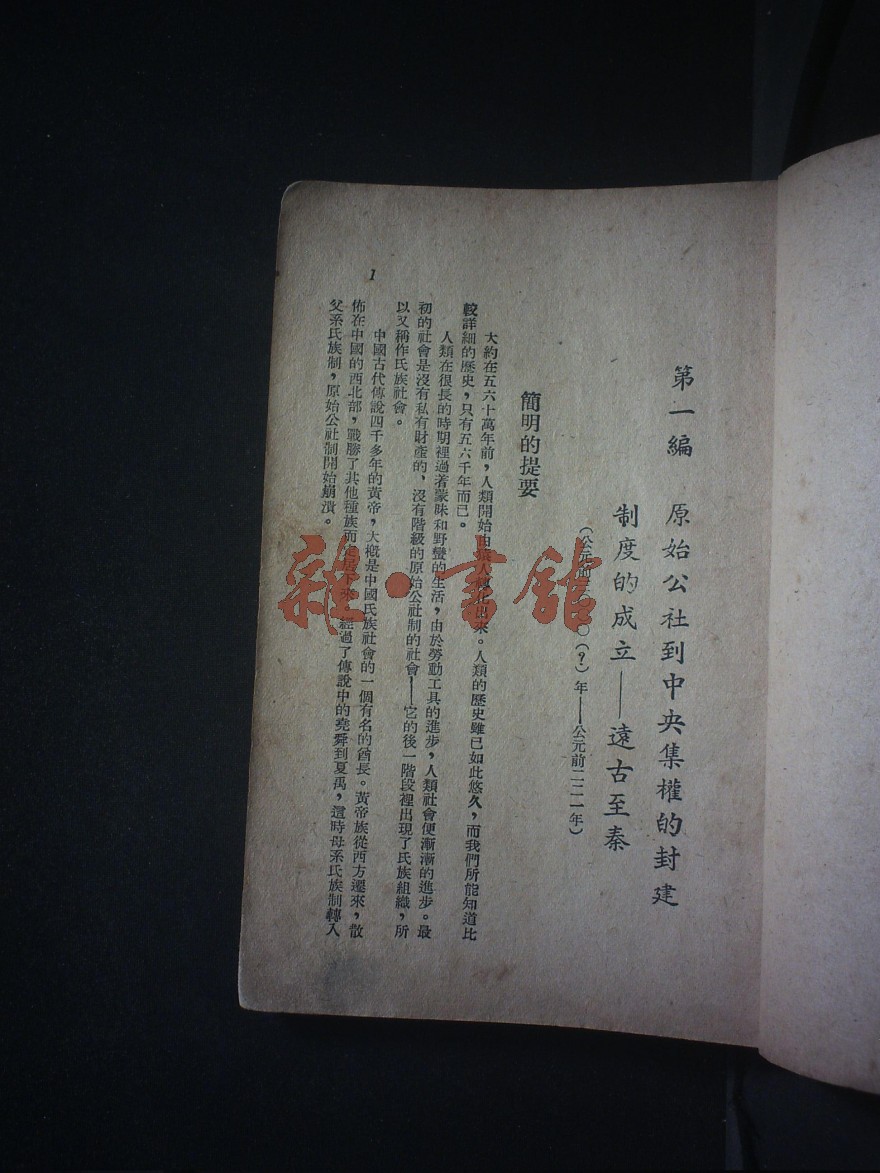 第一編　原始公社到中央集權的封建
制度的成立——遠古至秦
（公元前　○（？）年——公元前二二一年）
簡明的提要
大約在五六十萬年前，人類開始由猿人轉化出來。人類的歷史雖已如此悠久，而我們所能知道比
較詳細的歷史，只有五六千年而已。
人類在很長的時期裡過着蒙昧和野蠻的生活，由於勞動工具的進步，人類社會便漸漸的進步。最
初的社會是沒有私有財產的，沒有階級的原始公社制的社會——它的後一階段裡出現了氏族組織，所
以又稱作氏族社會。
中國古代傳說四千多年的黃帝，大概是中國氏族社會的一個有名的酋長。黃帝族從西方遷來，散
佈在中國的西北部，戰勝了其他種族而定居下來，經過了傳說中的堯舜到夏禹，這時母系氏族制轉入
父系氏族制，原始公社制開始崩潰。
1
雜·書館